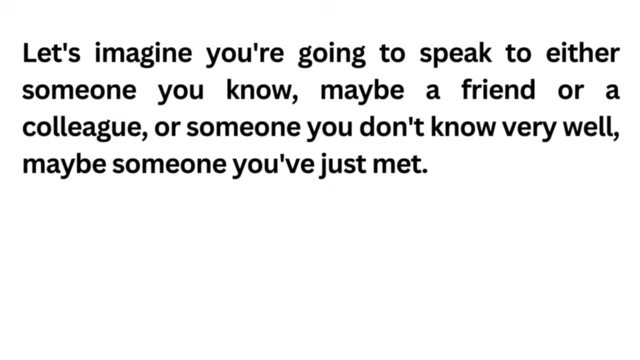 Let's imagine you're going to speak to either
someone you know, maybe a friend or a
colleague, or someone you don't know very well,
maybe someone you've just met.